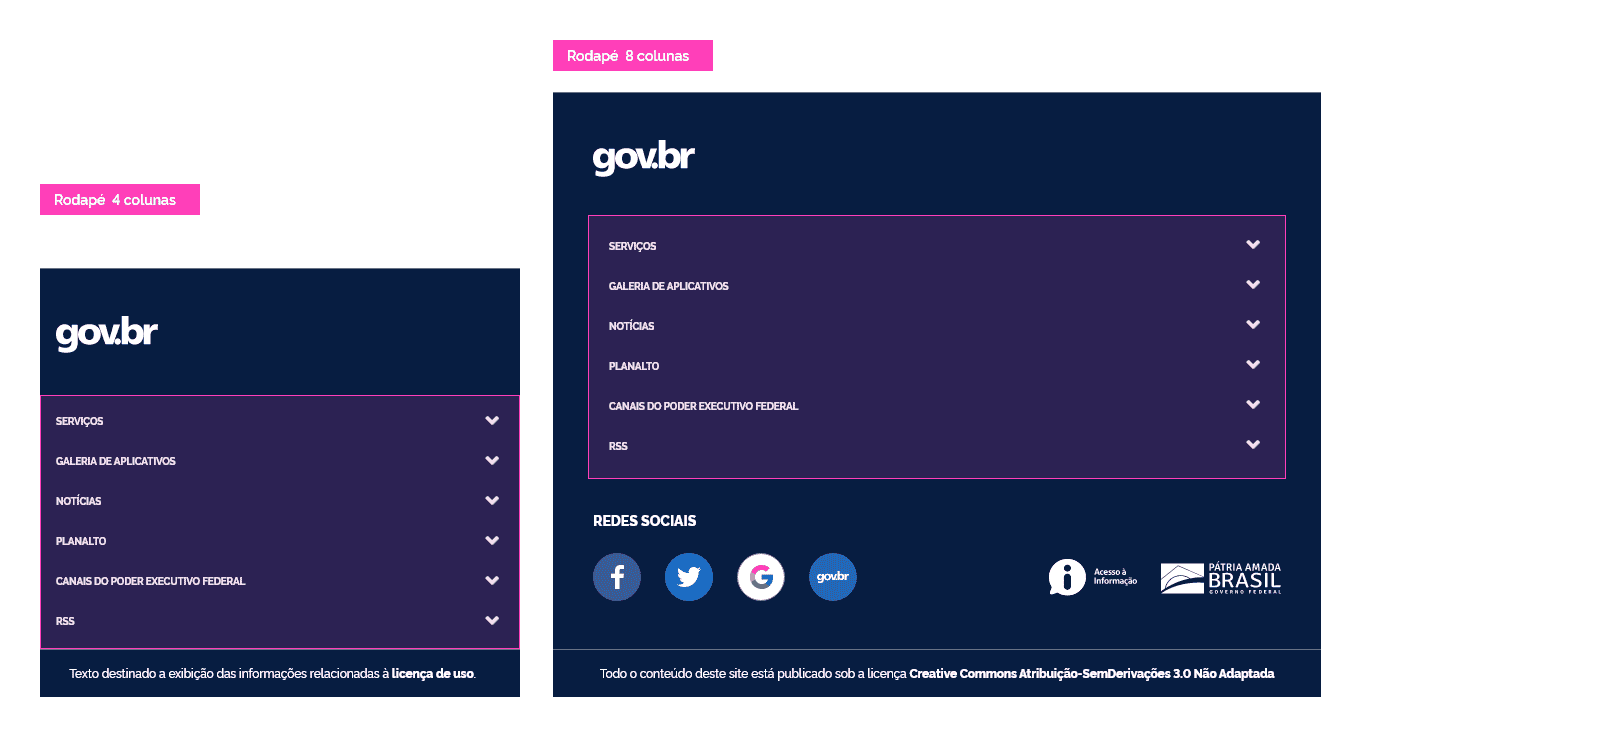 Rodapé 4 colunas
gov.br
SERVIÇOS
GALERIA DE APLICATIVOS
NOTÍCIAS
PLANALTO
CANAIS DO PODER EXECUTIVO FEDERAL
RSS
Texto destinado a exibição das informações relacionadas à licença de uso.
Rodapé 8 colunas
gov.br
SERVIÇOS
GALERIA DE APLICATIVOS
NOTÍCIAS
PLANALTO
CANAIS DO PODER EXECUTIVO FEDERAL
RSS
REDES SOCIAIS
gov.br
Acesso à
Informação
PÁTRIA AMADA
BRASIL
GOVERNO FEDERAL
Todo o conteúdo deste site está publicado sob a licença Creative Commons Atribuição-SemDerivações 3.0 Não Adaptada